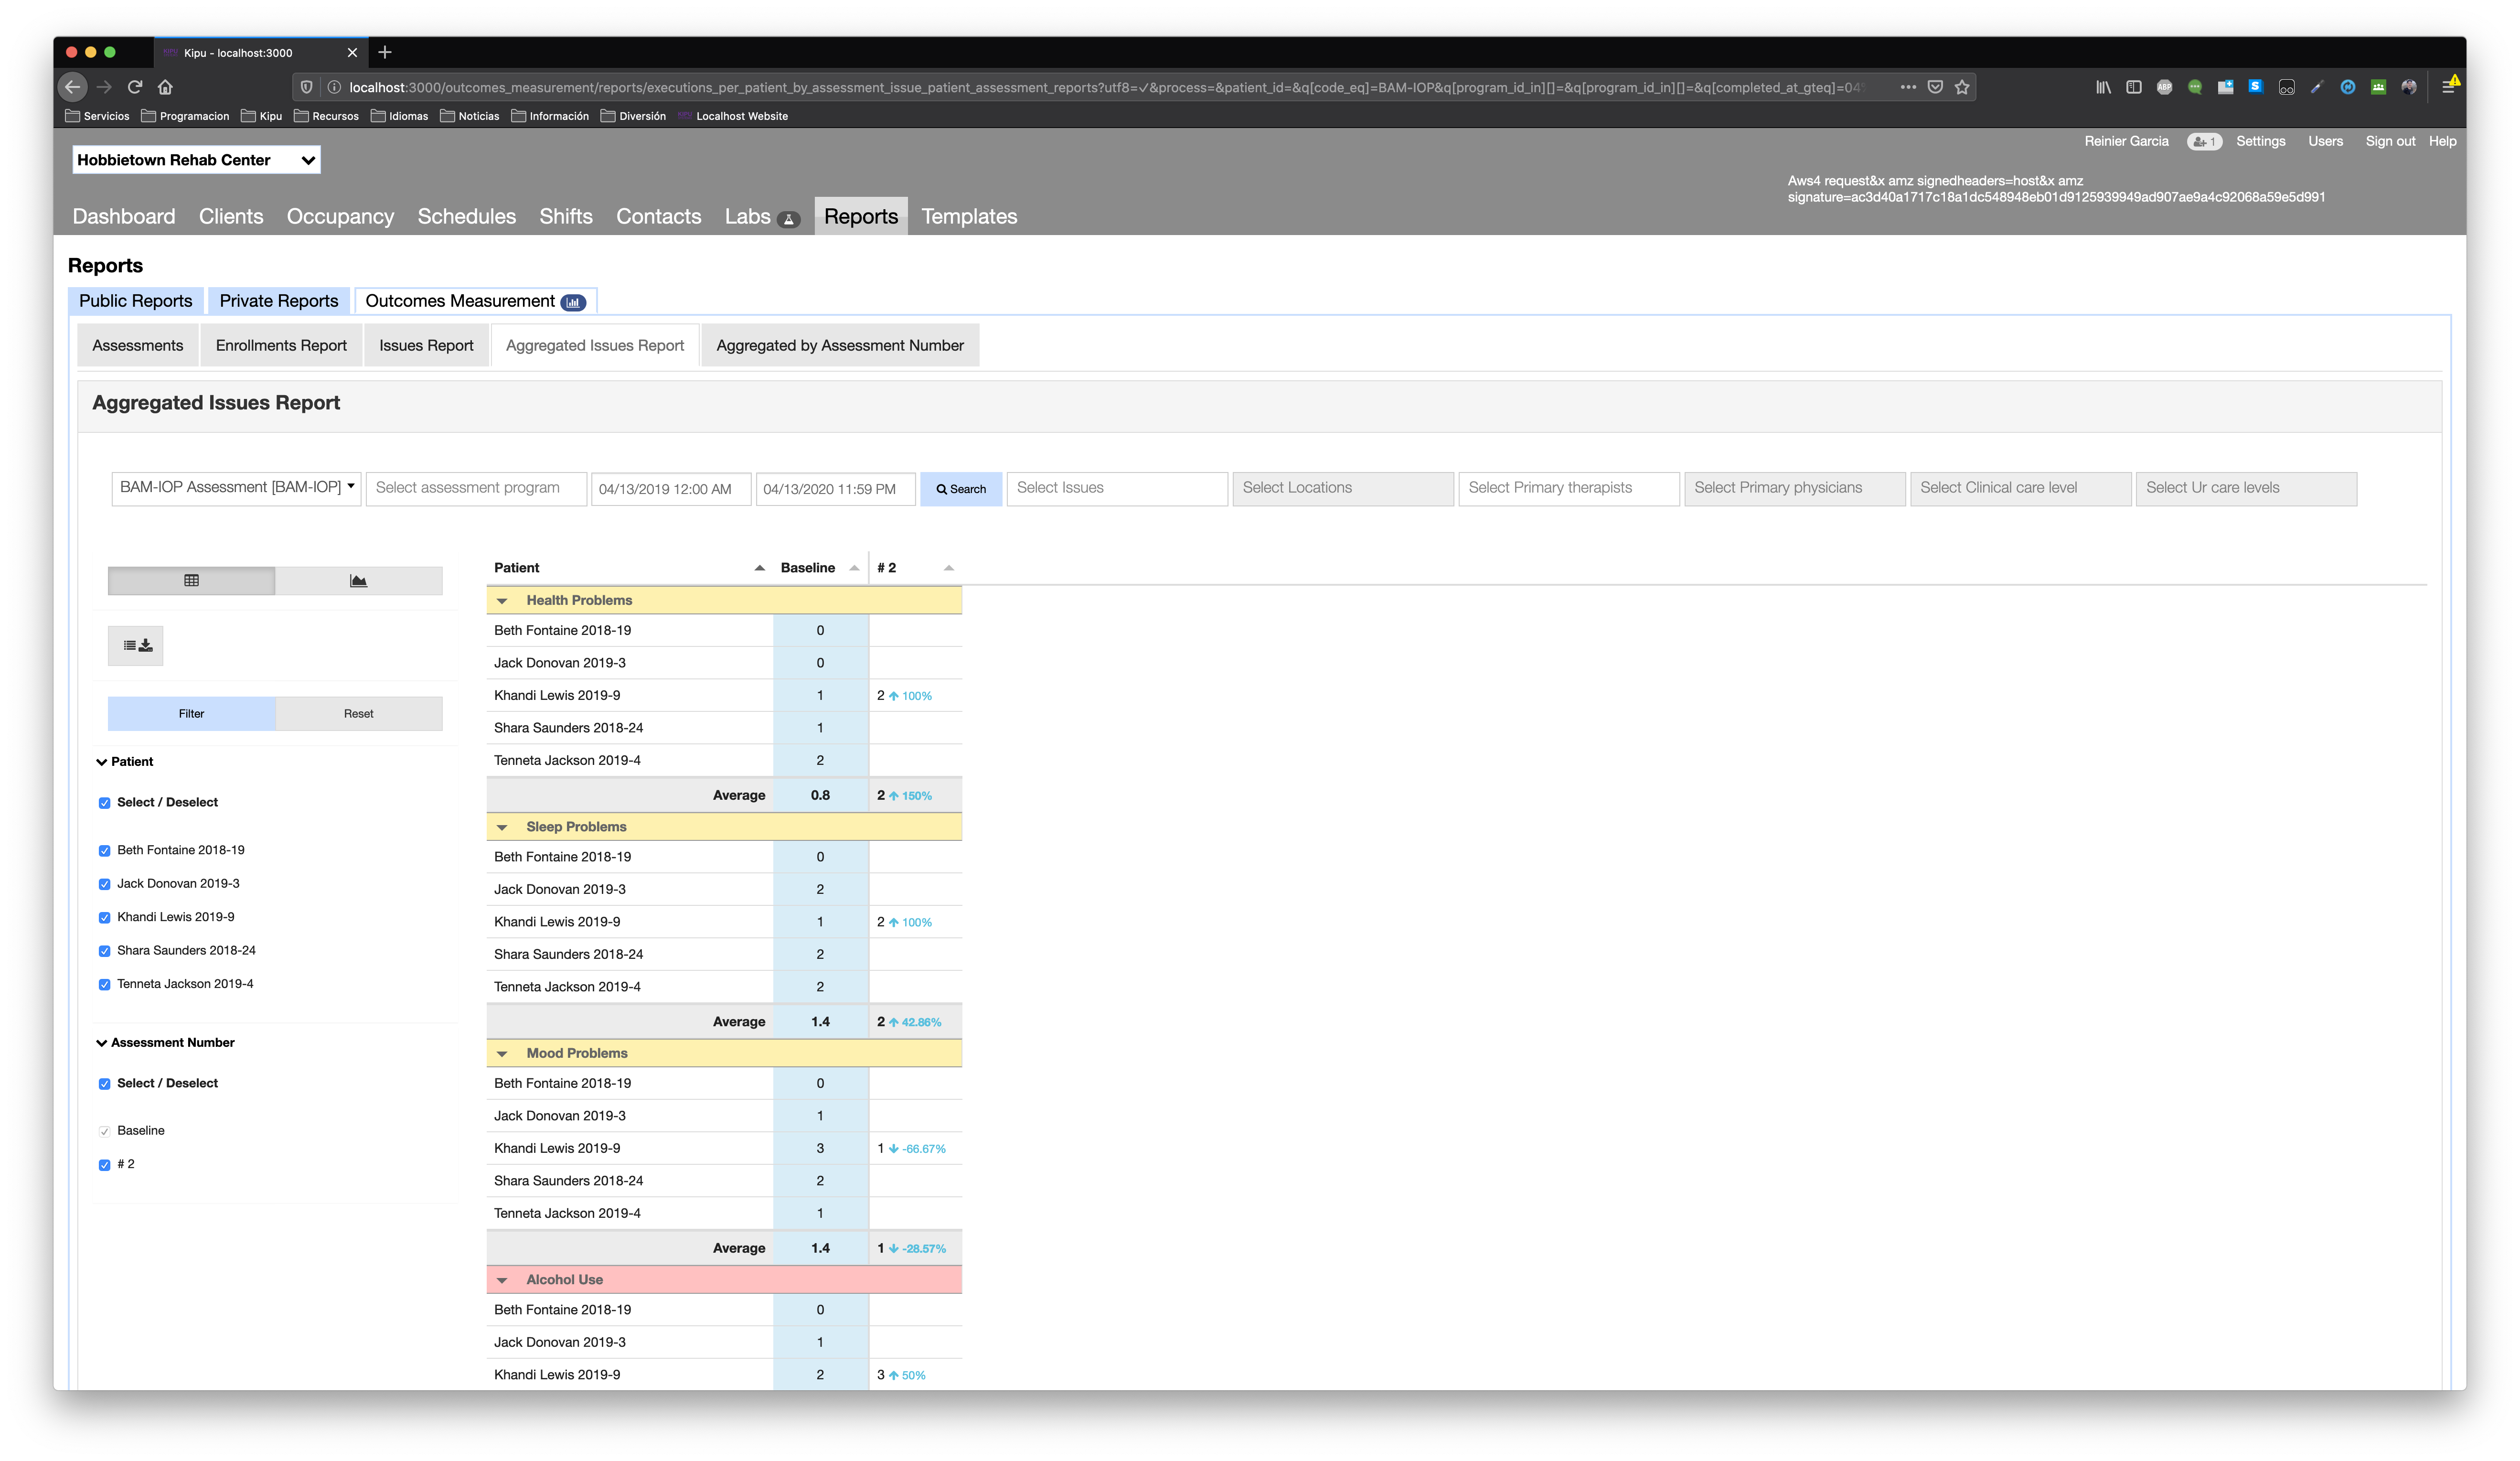 Kipu - localhost:3000
localhost:3000/outcomes_measurement/reports/executions_per_patient_by_assessment_issue_patient_assessment_reports?utf8=✓&process=&patient_id=&q[code_eq]=BAM-IOP&q[program_id_in][]=&q[program_id_in][]=&q[completed_at_gteq]=04
Servicios Programacion Kipu Recursos Idiomas Noticias Información Diversión Localhost Website
Reinier Garcia 1 Settings Users Sign out Help
Hobbietown Rehab Center
Aws4 request&x amz signedheaders=host&x amz
signature=ac3d40a1717c18a1dc548948eb01d9125939949ad907ae9a4c92068a59e5d991
Dashboard Clients Occupancy Schedules Shifts Contacts Labs Reports Templates
Reports
Public Reports Private Reports Outcomes Measurement
Assessments Enrollments Report Issues Report Aggregated Issues Report Aggregated by Assessment Number
Aggregated Issues Report
BAM-IOP Assessment [BAM-IOP] Select assessment program 04/13/2019 12:00 AM 04/13/2020 11:59 PM Search Select Issues Select Locations Select Primary therapists Select Primary physicians Select Clinical care level Select Ur care levels
Filter Reset
Patient
Select / Deselect
Beth Fontaine 2018-19
Jack Donovan 2019-3
Khandi Lewis 2019-9
Shara Saunders 2018-24
Tenneta Jackson 2019-4
Assessment Number
Select / Deselect
Baseline
# 2
Patient Baseline # 2
Health Problems
Beth Fontaine 2018-19 0
Jack Donovan 2019-3 0
Khandi Lewis 2019-9 1 2 100%
Shara Saunders 2018-24 1
Tenneta Jackson 2019-4 2
Average 0.8 2 150%
Sleep Problems
Beth Fontaine 2018-19 0
Jack Donovan 2019-3 2
Khandi Lewis 2019-9 1 2 100%
Shara Saunders 2018-24 2
Tenneta Jackson 2019-4 2
Average 1.4 2 42.86%
Mood Problems
Beth Fontaine 2018-19 0
Jack Donovan 2019-3 1
Khandi Lewis 2019-9 3 1 -66.67%
Shara Saunders 2018-24 2
Tenneta Jackson 2019-4 1
Average 1.4 1 -28.57%
Alcohol Use
Beth Fontaine 2018-19 0
Jack Donovan 2019-3 1
Khandi Lewis 2019-9 2 3 50%